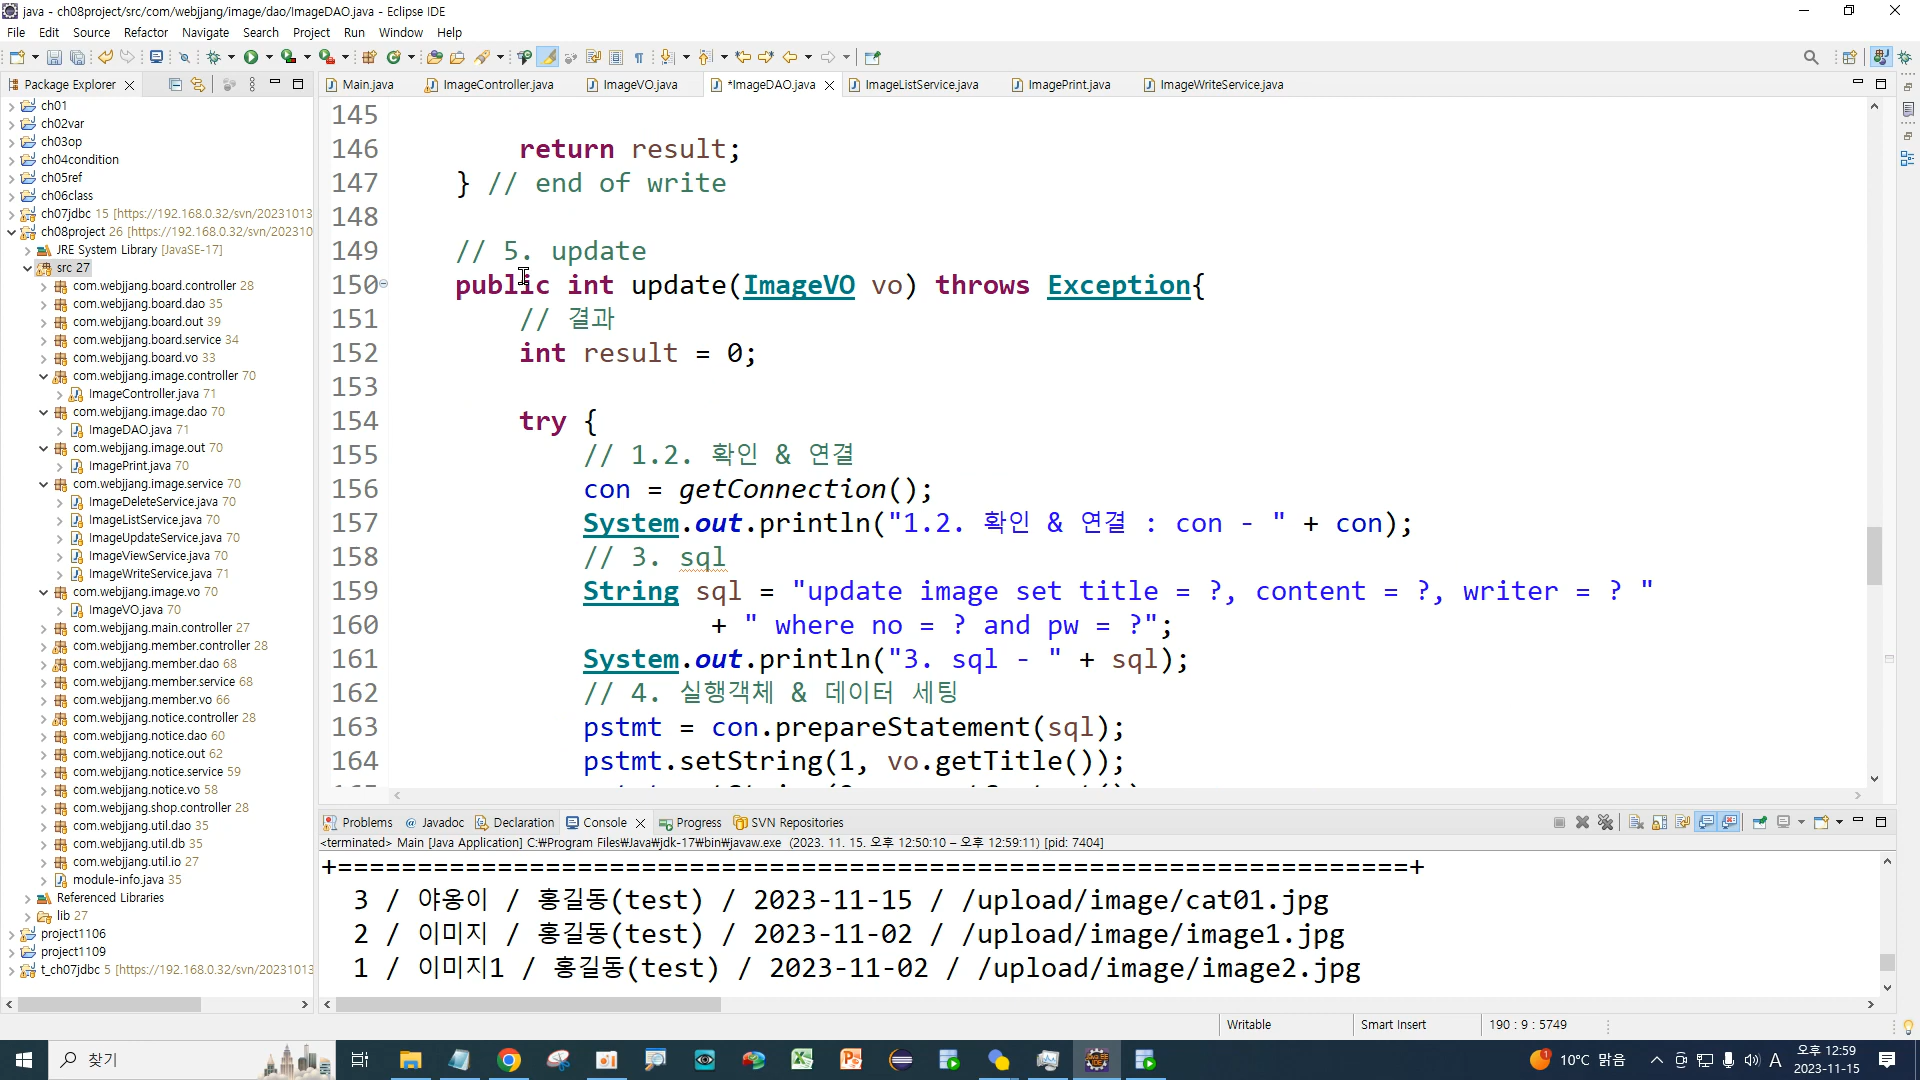 java - ch08project/src/com/webjjang/image/dao/ImageDAO.java - Eclipse IDE
File Edit Source Refactor Navigate Search Project Run Window Help
Package Explorer
Main.java ImageController.java ImageVO.java *ImageDAO.java ImageListService.java ImagePrint.java ImageWriteService.java
ch01
ch02var
ch03op
ch04condition
ch05ref
ch06class
ch07jdbc 15 [https://192.168.0.32/svn/20231013
ch08project 26 [https://192.168.0.32/svn/202310
JRE System Library [JavaSE-17]
src 27
com.webjjang.board.controller 28
com.webjjang.board.dao 35
com.webjjang.board.out 39
com.webjjang.board.service 34
com.webjjang.board.vo 33
com.webjjang.image.controller 70
ImageController.java 71
com.webjjang.image.dao 70
ImageDAO.java 71
com.webjjang.image.out 70
ImagePrint.java 70
com.webjjang.image.service 70
ImageDeleteService.java 70
ImageListService.java 70
ImageUpdateService.java 70
ImageViewService.java 70
ImageWriteService.java 71
com.webjjang.image.vo 70
ImageVO.java 70
com.webjjang.main.controller 27
com.webjjang.member.controller 28
com.webjjang.member.dao 68
com.webjjang.member.service 68
com.webjjang.member.vo 66
com.webjjang.notice.controller 28
com.webjjang.notice.dao 60
com.webjjang.notice.out 62
com.webjjang.notice.service 59
com.webjjang.notice.vo 58
com.webjjang.shop.controller 28
com.webjjang.util.dao 35
com.webjjang.util.db 35
com.webjjang.util.io 27
module-info.java 35
Referenced Libraries
lib 27
project1106
project1109
t_ch07jdbc 5 [https://192.168.0.32/svn/20231013
145
146 return result;
147 } // end of write
148
149 // 5. update
150 public int update(ImageVO vo) throws Exception{
151 // 결과
152 int result = 0;
153
154 try {
155 // 1.2. 확인 & 연결
156 con = getConnection();
157 System.out.println("1.2. 확인 & 연결 : con - " + con);
158 // 3. sql
159 String sql = "update image set title = ?, content = ?, writer = ? "
160 + " where no = ? and pw = ?";
161 System.out.println("3. sql - " + sql);
162 // 4. 실행객체 & 데이터 세팅
163 pstmt = con.prepareStatement(sql);
164 pstmt.setString(1, vo.getTitle());
Problems Javadoc Declaration Console Progress SVN Repositories
<terminated> Main [Java Application] C:₩Program Files₩Java₩jdk-17₩bin₩javaw.exe (2023. 11. 15. 오후 12:50:10 – 오후 12:59:11) [pid: 7404]
+===================================================================+
3 / 야옹이 / 홍길동(test) / 2023-11-15 / /upload/image/cat01.jpg
2 / 이미지 / 홍길동(test) / 2023-11-02 / /upload/image/image1.jpg
1 / 이미지1 / 홍길동(test) / 2023-11-02 / /upload/image/image2.jpg
Writable Smart Insert 190 : 9 : 5749
찾기
10°C 맑음
A
오후 12:59
2023-11-15